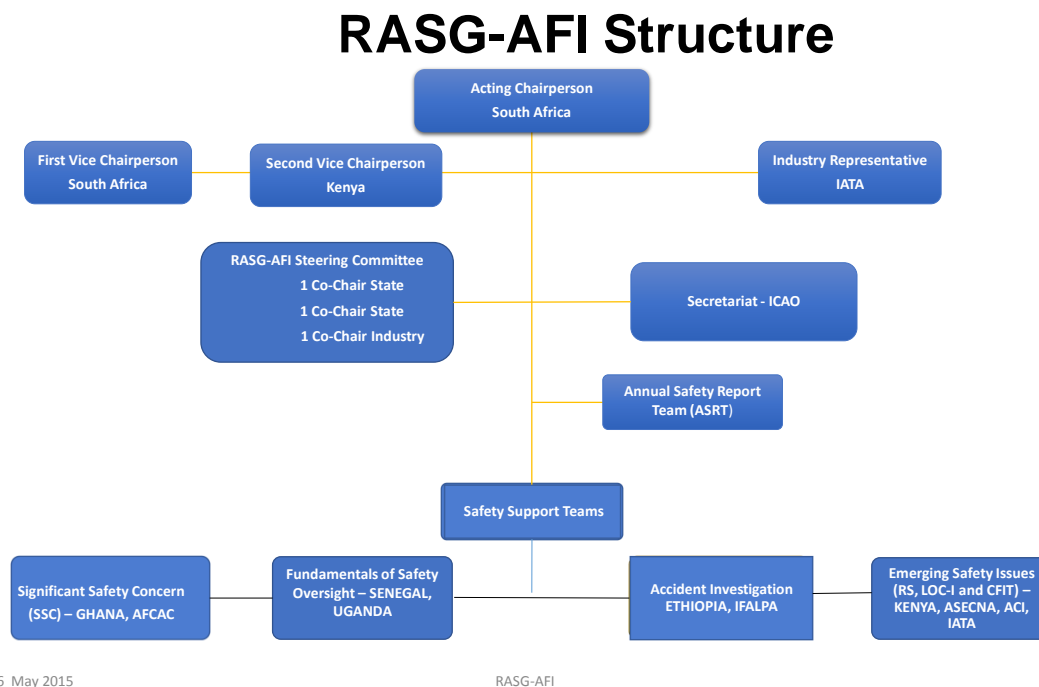 RASG-AFI Structure
Acting Chairperson
South Africa
First Vice Chairperson
South Africa
Second Vice Chairperson
Kenya
Industry Representative
IATA
RASG-AFI Steering Committee
1 Co-Chair State
1 Co-Chair State
1 Co-Chair Industry
Secretariat - ICAO
Annual Safety Report
Team (ASRT)
Safety Support Teams
Significant Safety Concern
(SSC) – GHANA, AFCAC
Fundamentals of Safety
Oversight – SENEGAL,
UGANDA
Accident Investigation
ETHIOPIA, IFALPA
Emerging Safety Issues
(RS, LOC-I and CFIT) –
KENYA, ASECNA, ACI,
IATA
May 2015
RASG-AFI